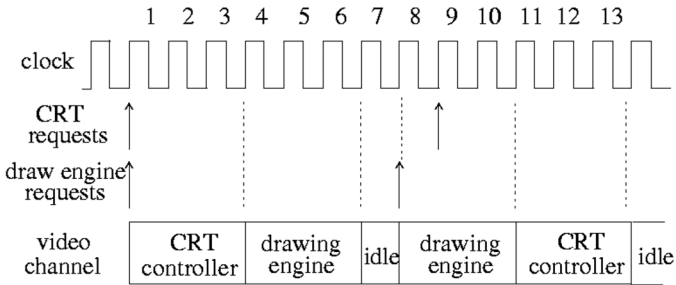 1 2 3 4 5 6 7 8 9 10 11 12 13
clock
CRT
requests
draw engine
requests
video
channel
CRT
controller
drawing
engine
idle
drawing
engine
CRT
controller
idle